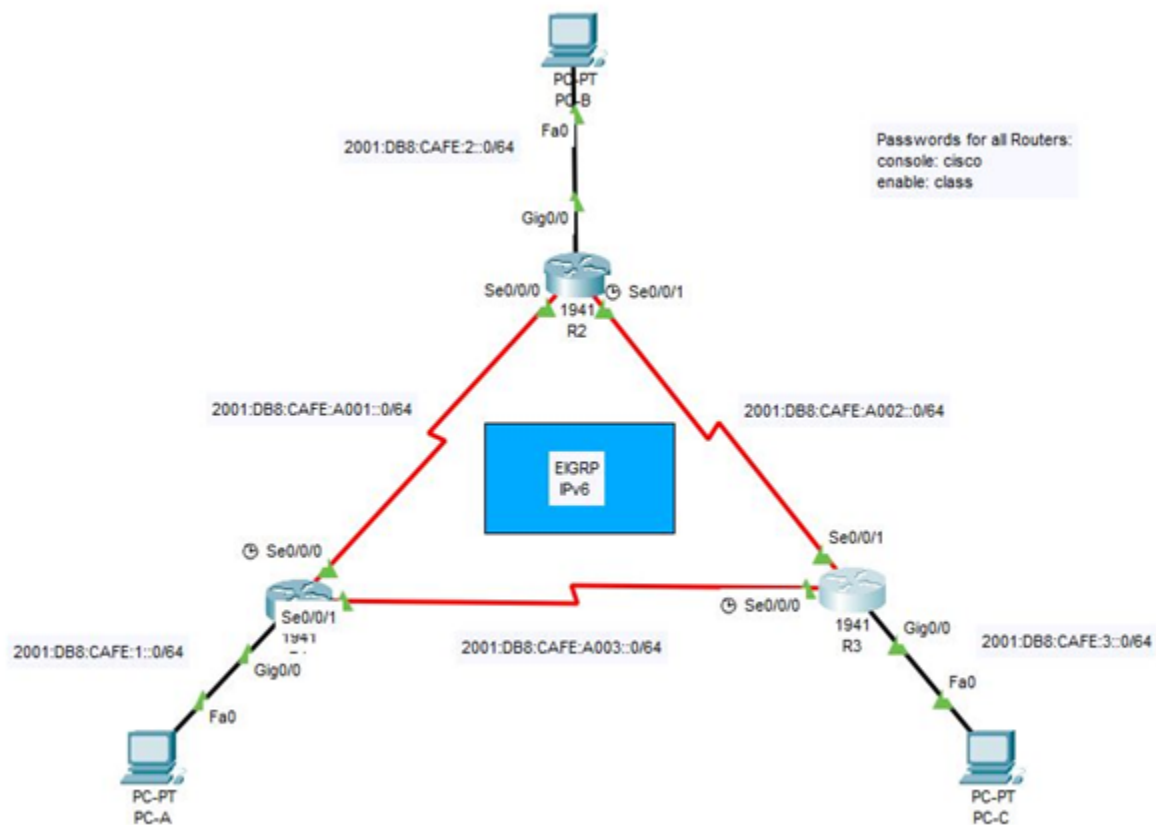 PC-PT
PC-B
Fa0
2001:DB8:CAFE:2::0/64
Passwords for all Routers:
console: cisco
enable: class
Gig0/0
Se0/0/0
Se0/0/1
1941
R2
2001:DB8:CAFE:A001::0/64
2001:DB8:CAFE:A002::0/64
EIGRP
IPv6
Se0/0/0
Se0/0/1
Se0/0/1
1941
Se0/0/0
1941
R3
2001:DB8:CAFE:1::0/64
Gig0/0
2001:DB8:CAFE:A003::0/64
Gig0/0
2001:DB8:CAFE:3::0/64
Fa0
Fa0
PC-PT
PC-A
PC-PT
PC-C